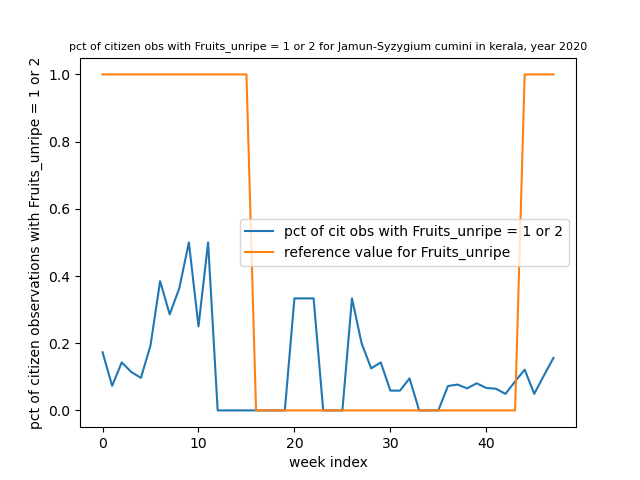 pct of citizen obs with Fruits_unripe = 1 or 2 for Jamun-Syzygium cumini in kerala, year 2020
pct of citizen observations with Fruits_unripe = 1 or 2
1.0
0.8
0.6
0.4
0.2
0.0
pct of cit obs with Fruits_unripe = 1 or 2
reference value for Fruits_unripe
0 10 20 30 40
week index